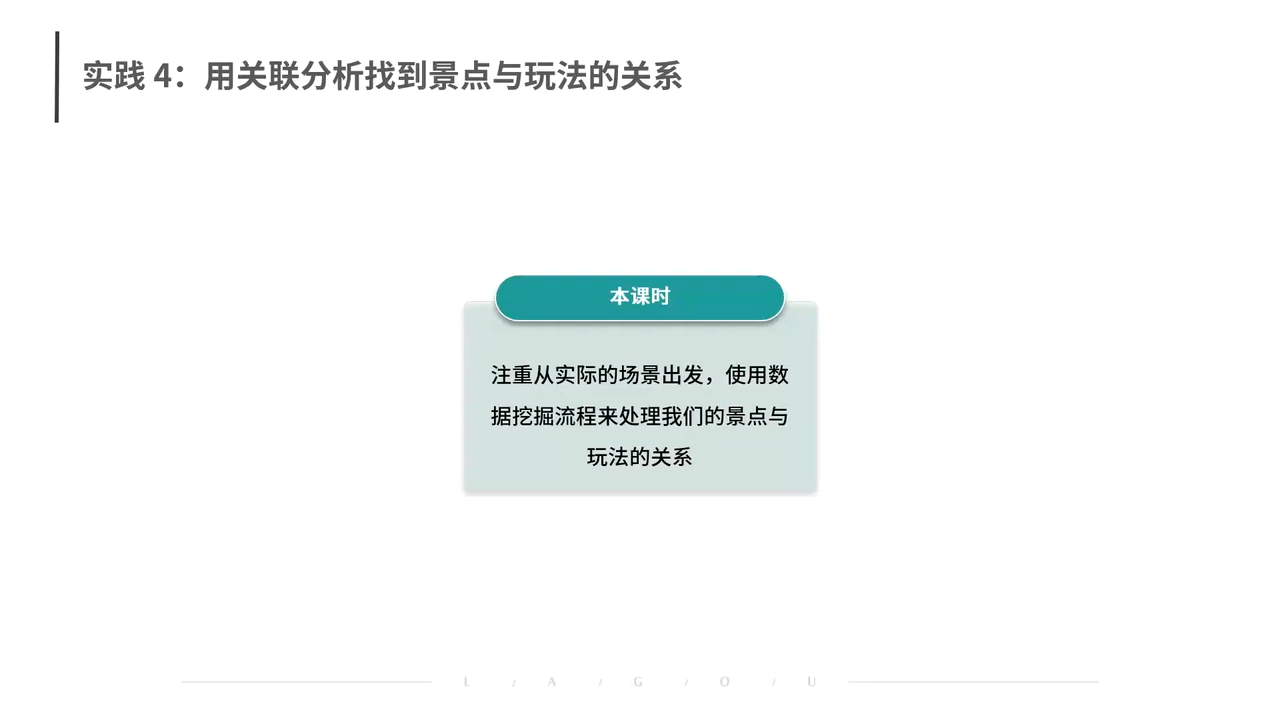 实践 4：用关联分析找到景点与玩法的关系
本课时
注重从实际的场景出发，使用数
据挖掘流程来处理我们的景点与
玩法的关系
L / A / G / O / U